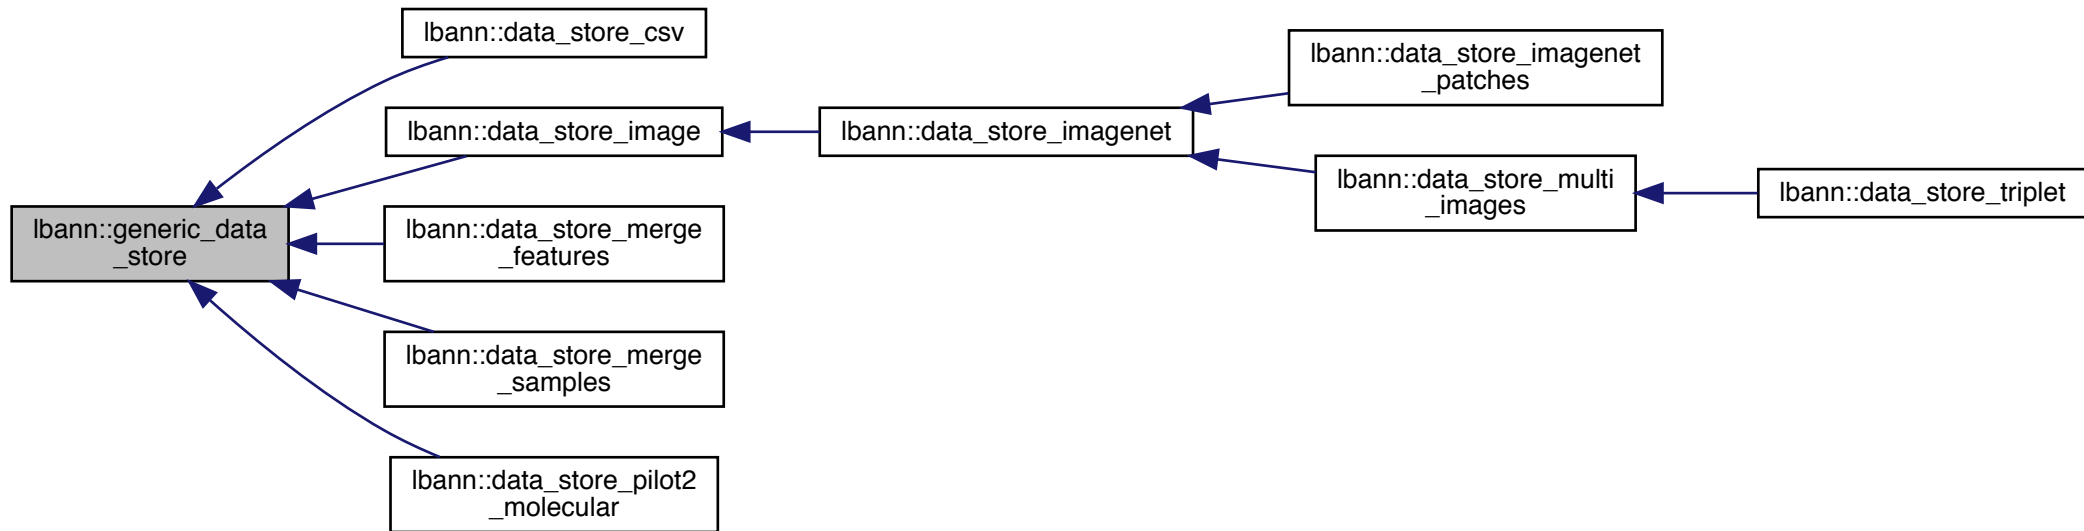 lbann::data_store_csv
lbann::data_store_imagenet
_patches
lbann::data_store_image
lbann::data_store_imagenet
lbann::data_store_multi
_images
lbann::data_store_triplet
lbann::generic_data
_store
lbann::data_store_merge
_features
lbann::data_store_merge
_samples
lbann::data_store_pilot2
_molecular